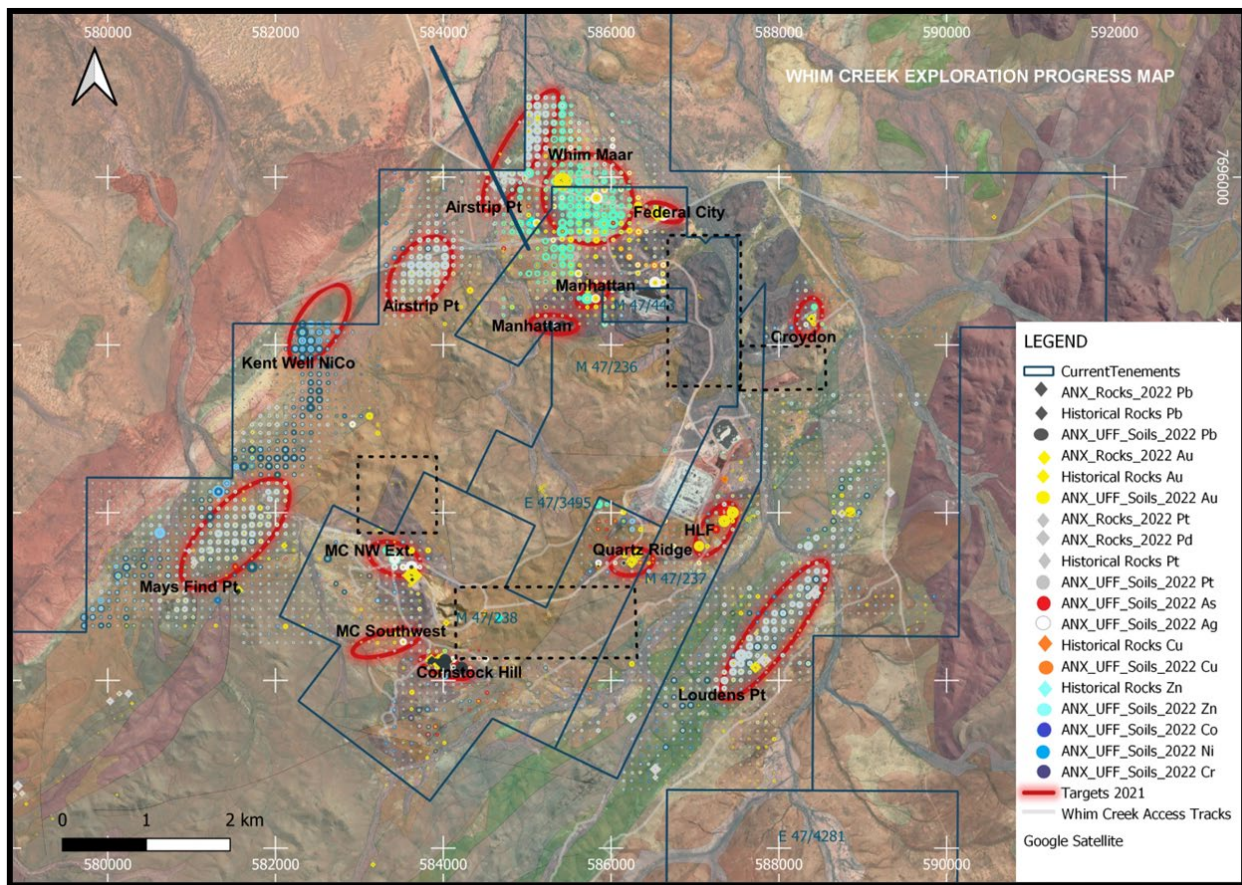 580000
582000
584000
586000
588000
590000
592000
WHIM CREEK EXPLORATION PROGRESS MAP
7696000
Whim Maar
Airstrip Pt
Federal City
Airstrip Pt
Manhattan
Manhattan
Croydon
Kent Well NiCo
M 47/236
E 47/3495
HLF
Quartz Ridge
M 47/237
MC NW Ext
Mays Find Pt
M 47/238
MC Southwest
Comstock Hill
Loudens Pt
E 47/4281
0 1 2 km
580000
582000
584000
586000
588000
590000
LEGEND
CurrentTenements
ANX_Rocks_2022 Pb
Historical Rocks Pb
ANX_UFF_Soils_2022 Pb
ANX_Rocks_2022 Au
Historical Rocks Au
ANX_UFF_Soils_2022 Au
ANX_Rocks_2022 Pt
ANX_Rocks_2022 Pd
Historical Rocks Pt
ANX_UFF_Soils_2022 Pt
ANX_UFF_Soils_2022 As
ANX_UFF_Soils_2022 Ag
Historical Rocks Cu
ANX_UFF_Soils_2022 Cu
Historical Rocks Zn
ANX_UFF_Soils_2022 Zn
ANX_UFF_Soils_2022 Co
ANX_UFF_Soils_2022 Ni
ANX_UFF_Soils_2022 Cr
Targets 2021
Whim Creek Access Tracks
Google Satellite